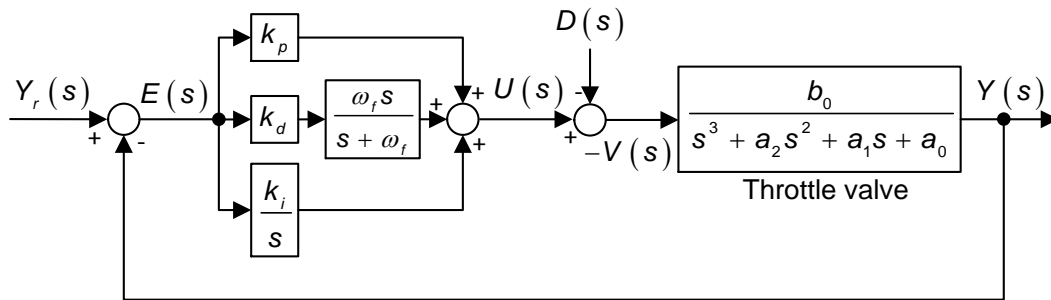 k_p
D(s)
Y_r(s)
E(s)
k_d
ω_f s
s + ω_f
U(s)
b_0
s^3 + a_2 s^2 + a_1 s + a_0
Y(s)
+
-
+
+
+
-
+
−V(s)
Throttle valve
k_i
s